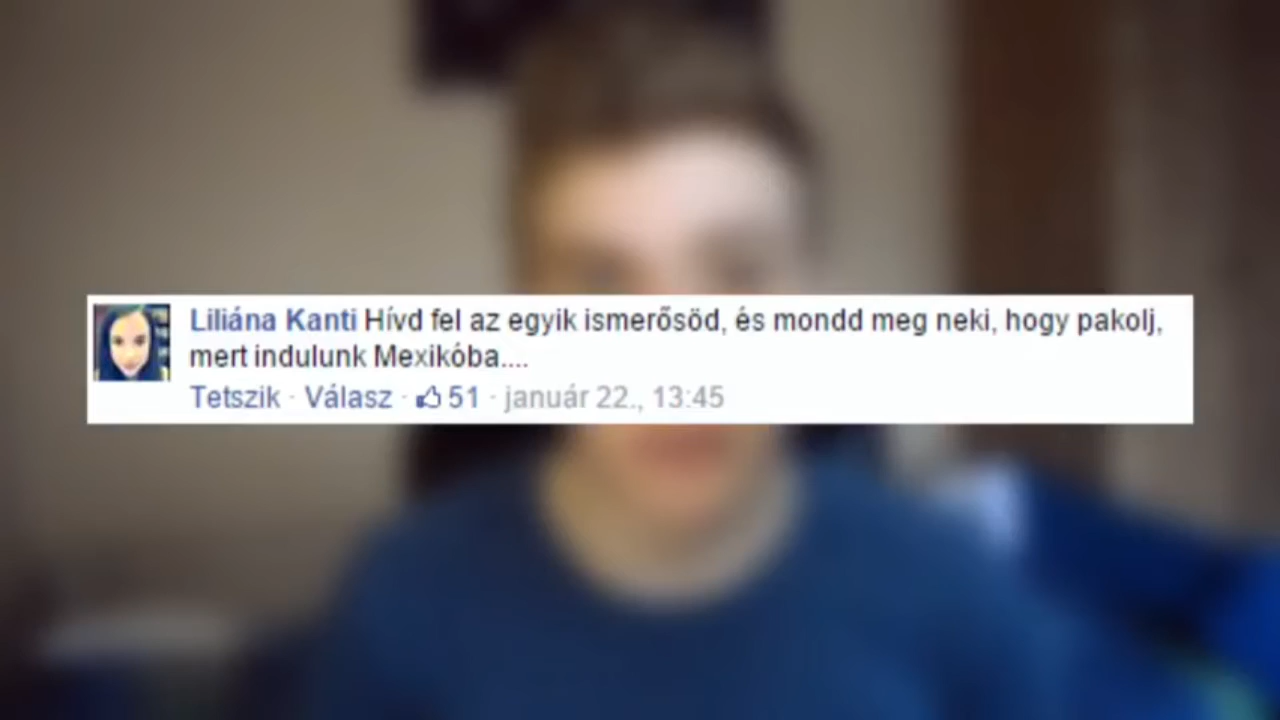 Liliána Kanti Hívd fel az egyik ismerősöd, és mondd meg neki, hogy pakolj,
mert indulunk Mexikóba....
Tetszik · Válasz · 51 · január 22., 13:45